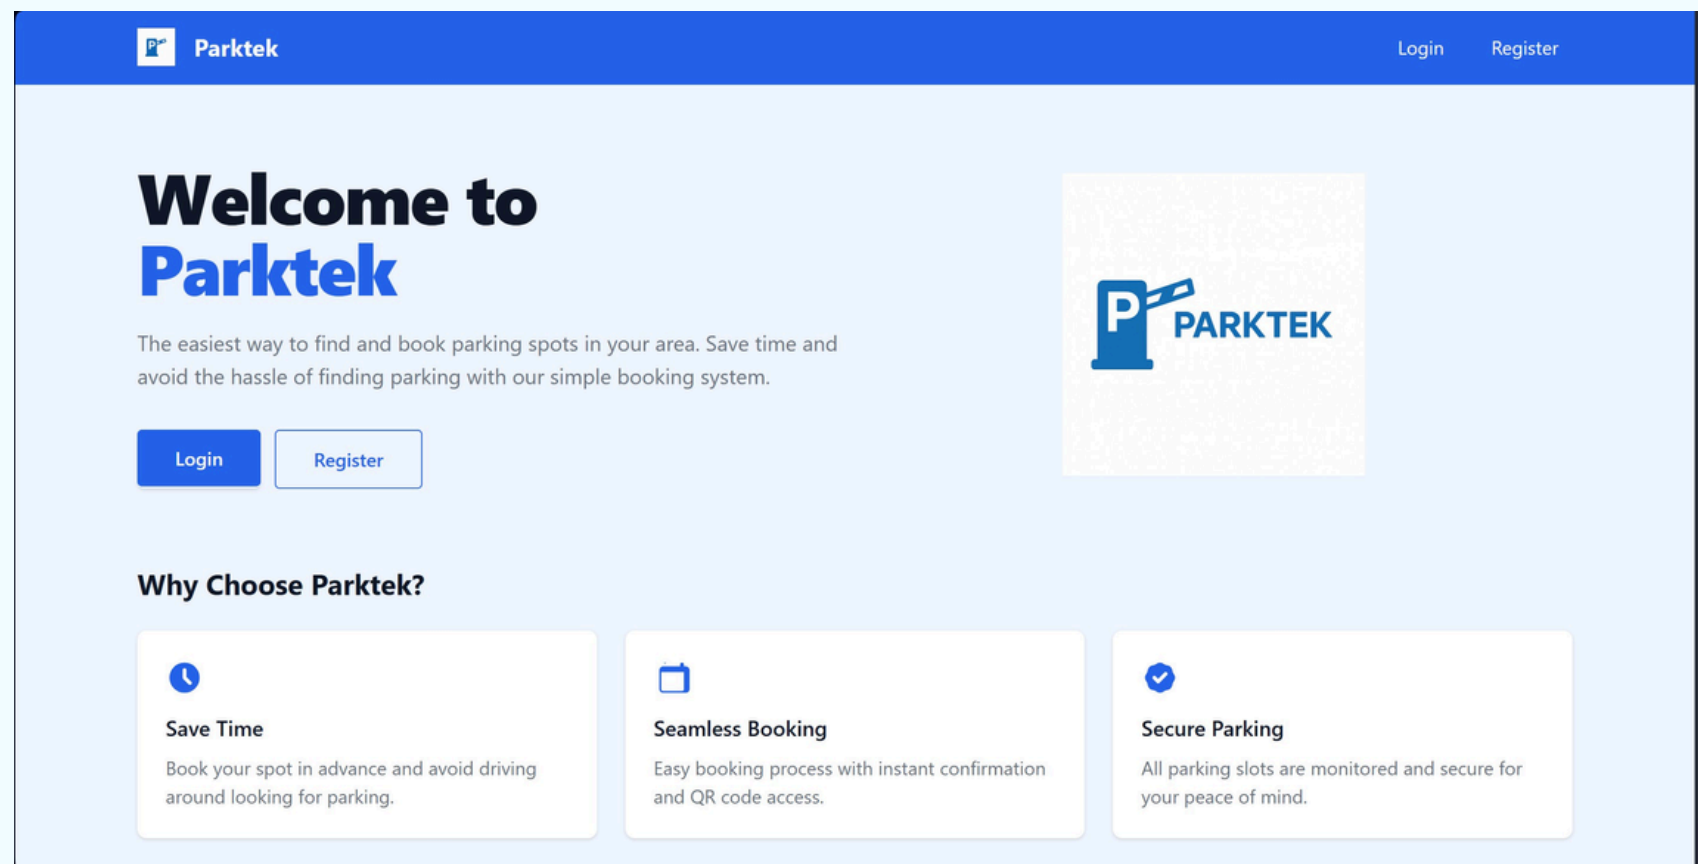 P Parktek
Login Register
Welcome to
Parktek
The easiest way to find and book parking spots in your area. Save time and
avoid the hassle of finding parking with our simple booking system.
Login Register
P PARKTEK
Why Choose Parktek?
Save Time
Book your spot in advance and avoid driving
around looking for parking.
Seamless Booking
Easy booking process with instant confirmation
and QR code access.
Secure Parking
All parking slots are monitored and secure for
your peace of mind.